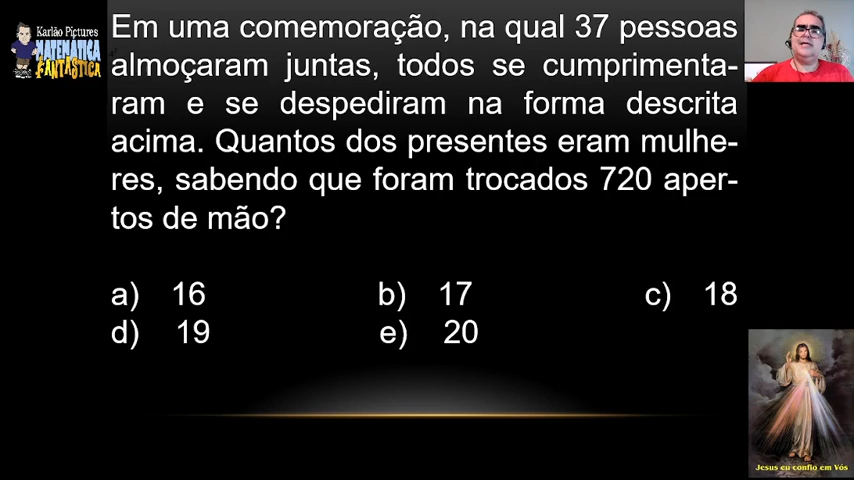 Karlão Pictures
MATEMÁTICA
FANTÁSTICA
Em uma comemoração, na qual 37 pessoas
almoçaram juntas, todos se cumprimenta-
ram e se despediram na forma descrita
acima. Quantos dos presentes eram mulhe-
res, sabendo que foram trocados 720 aper-
tos de mão?
a) 16 b) 17 c) 18
d) 19 e) 20
Jesus eu confio em Vós